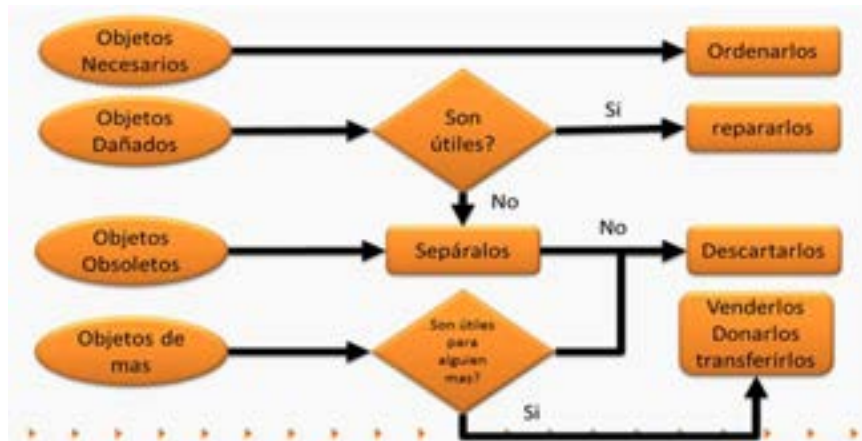 Objetos
Necesarios
Ordenarlos
Objetos
Dañados
Son
útiles?
Si
repararlos
No
Objetos
Obsoletos
Sepáralos
No
Descartarlos
Objetos de
mas
Son útiles
para
alguien
mas?
Venderlos
Donarlos
transferirlos
Si